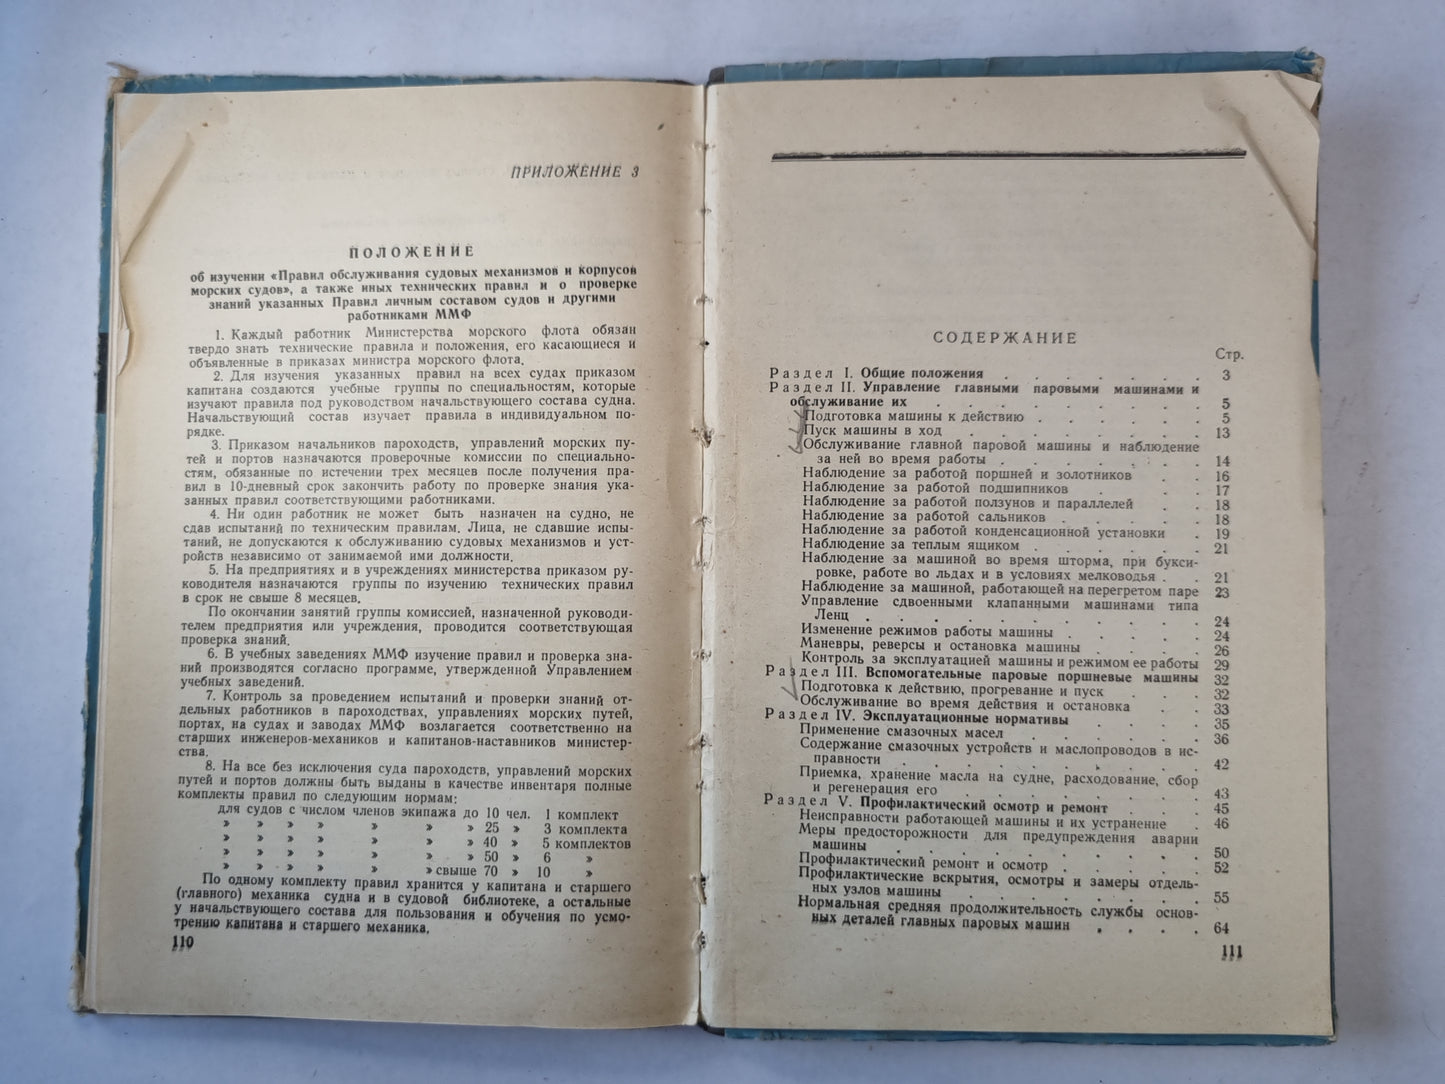 ПРИЛОЖЕНИЕ 3
ПОЛОЖЕНИЕ
об изучении «Правил обслуживания судовых механизмов и корпусов
морских судов», а также иных технических правил и о проверке
знаний указанных Правил личным составом судов и другими
работниками ММФ
1. Каждый работник Министерства морского флота обязан
твердо знать технические правила и положения, его касающиеся и
объявленные в приказах министра морского флота.
2. Для изучения указанных правил на всех судах приказом
капитана создаются учебные группы по специальностям, которые
изучают правила под руководством начальствующего состава судна.
Начальствующий состав изучает правила в индивидуальном по-
рядке.
3. Приказом начальников пароходств, управлений морских пу-
тей и портов назначаются проверочные комиссии по специально-
стям, обязанные по истечении трех месяцев после получения пра-
вил в 10-дневный срок закончить работу по проверке знания ука-
занных правил соответствующими работниками.
4. Ни один работник не может быть назначен на судно, не
сдав испытаний по техническим правилам. Лица, не сдавшие испы-
таний, не допускаются к обслуживанию судовых механизмов и уст-
ройств независимо от занимаемой ими должности.
5. На предприятиях и в учреждениях министерства приказом ру-
ководителя назначаются группы по изучению технических правил
в срок не свыше 8 месяцев.
По окончании занятий группы комиссией, назначенной руководи-
телем предприятия или учреждения, проводится соответствующая
проверка знаний.
6. В учебных заведениях ММФ изучение правил и проверка зна-
ний производятся согласно программе, утвержденной Управлением
учебных заведений.
7. Контроль за проведением испытаний и проверки знаний от-
дельных работников в пароходствах, управлениях морских путей,
портах, на судах и заводах ММФ возлагается соответственно на
старших инженеров-механиков и капитанов-наставников министер-
ства.
8. На все без исключения суда пароходств, управлений морских
путей и портов должны быть выданы в качестве инвентаря полные
комплекты правил по следующим нормам:
для судов с числом членов экипажа до 10 чел. 1 комплект
» » » » » » » 25 » 3 комплекта
» » » » » » » 40 » 5 комплектов
» » » » » » » 50 » 6 »
» » » » » » » свыше 70 » 10 »
По одному комплекту правил хранится у капитана и старшего
(главного) механика судна и в судовой библиотеке, а остальные
у начальствующего состава для пользования и обучения по усмо-
трению капитана и старшего механика.
110
СОДЕРЖАНИЕ
Стр.
Раздел I. Общие положения . . . . . . . 3
Раздел II. Управление главными паровыми машинами и
обслуживание их . . . . . . . . . 5
Подготовка машины к действию . . . . . . 5
Пуск машины в ход . . . . . . . . 13
Обслуживание главной паровой машины и наблюдение
за ней во время работы . . . . . . . 14
Наблюдение за работой поршней и золотников . . 16
Наблюдение за работой подшипников . . . 17
Наблюдение за работой ползунов и параллелей . . 18
Наблюдение за работой сальников . . . . . 18
Наблюдение за работой конденсационной установки . 19
Наблюдение за теплым ящиком . . . . . . 21
Наблюдение за машиной во время шторма, при букси-
ровке, работе во льдах и в условиях мелководья . . 21
Наблюдение за машиной, работающей на перегретом паре 23
Управление сдвоенными клапанными машинами типа
Ленц . . . . . . . . . . . 24
Изменение режимов работы машины . . . . . 24
Маневры, реверсы и остановка машины . . . . 26
Контроль за эксплуатацией машины и режимом ее работы 29
Раздел III. Вспомогательные паровые поршневые машины 32
Подготовка к действию, прогревание и пуск . . . 32
Обслуживание во время действия и остановка . . 33
Раздел IV. Эксплуатационные нормативы . . . . 35
Применение смазочных масел . . . . . . 36
Содержание смазочных устройств и маслопроводов в ис-
правности . . . . . . . . . . 42
Приемка, хранение масла на судне, расходование, сбор
и регенерация его . . . . . . . . 43
Раздел V. Профилактический осмотр и ремонт . . . 45
Неисправности работающей машины и их устранение . 46
Меры предосторожности для предупреждения аварии
машины . . . . . . . . . . . 50
Профилактический ремонт и осмотр . . . . . 52
Профилактические вскрытия, осмотры и замеры отдель-
ных узлов машины . . . . . . . . 55
Нормальная средняя продолжительность службы основ-
ных деталей главных паровых машин . . . . 64
111